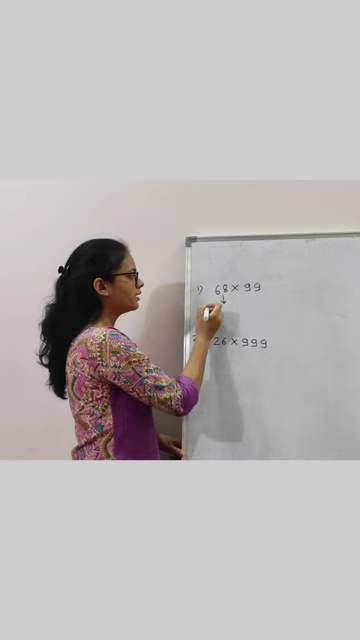 1) 68 × 99
↓
26 × 999